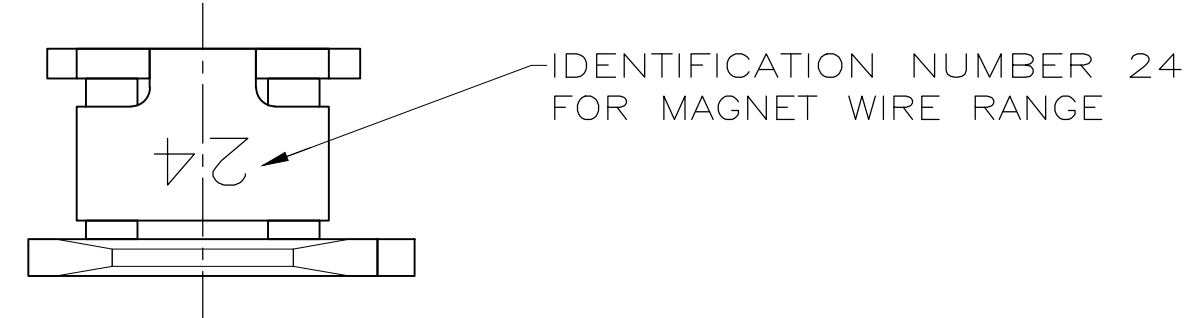 IDENTIFICATION NUMBER 24
FOR MAGNET WIRE RANGE
24